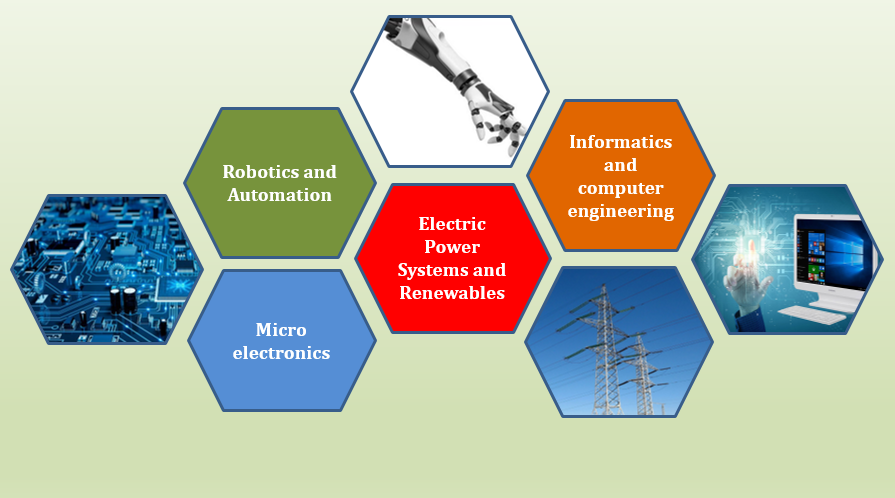 Robotics and
Automation
Micro
electronics
Electric
Power
Systems and
Renewables
Informatics
and
computer
engineering